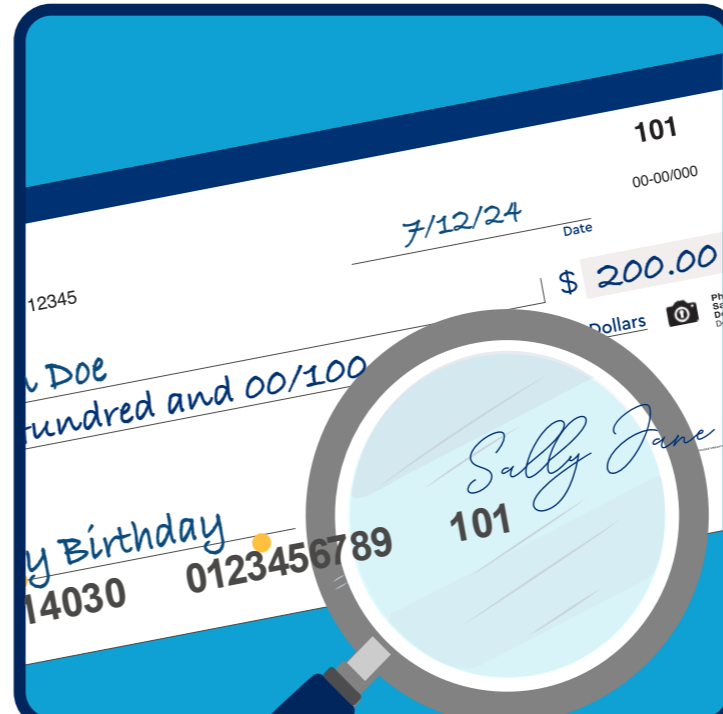 101
00-00/000
7/12/24
Date
12345
$ 200.00
Doe
undred and 00/100 Dollars
Sally Jane
y Birthday
14030 0123456789 101